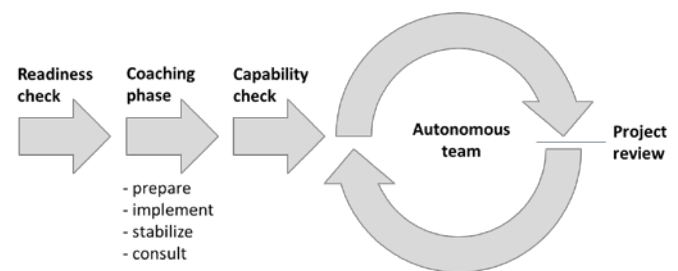 Readiness
check
Coaching
phase
Capability
check
- prepare
- implement
- stabilize
- consult
Autonomous
team
Project
review